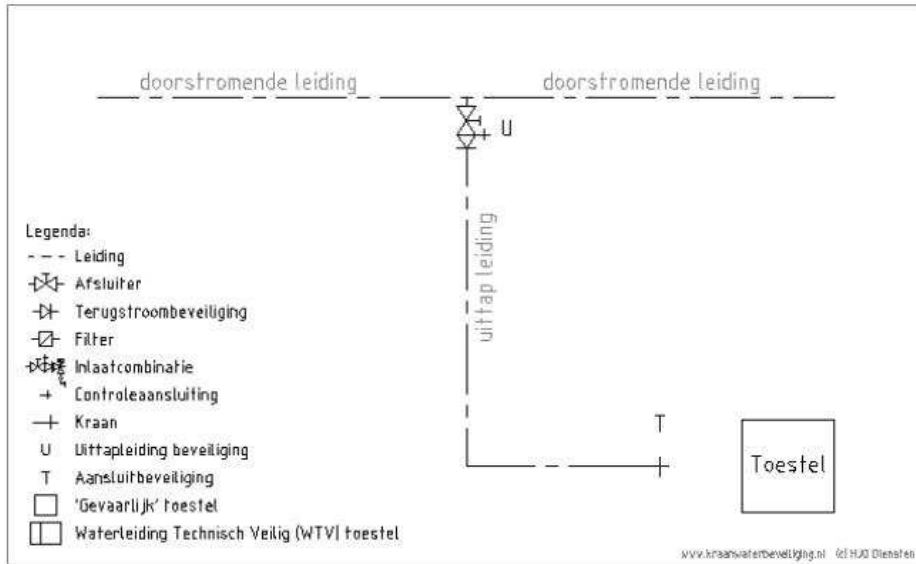 doorstromende leiding doorstromende leiding
U
uittap leiding
Legenda:
Leiding
Afsluiter
Terugstroombeveiliging
Filter
Inlaatcombinatie
Controleaansluiting
Kraan
U Uittapleiding beveiliging
T Aansluitbeveiliging
'Gevaarlijk' toestel
Waterleiding Technisch Veilig (WTV) toestel
T
Toestel
www.kraanwaterbeveiliging.nl (c) HJO Diensten